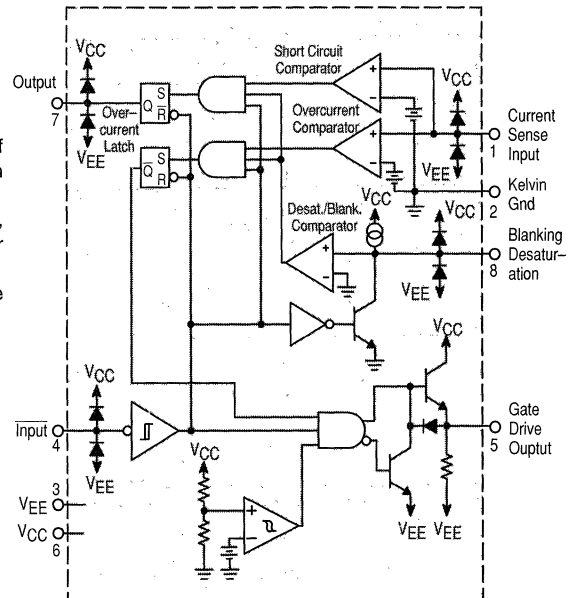 VCC
Short Circuit
Comparator
VCC
Output
7
S
Q
R
Over-
current
Latch
VEE
Overcurrent
Comparator
Current
Sense
Input
1
S
Q
R
VEE
VCC
Kelvin
Gnd
2
Desat./Blank.
Comparator
VCC
Blanking
Desatur-
ation
8
VEE
VCC
VCC
Input
4
Gate
Drive
Ouptut
5
VEE
VCC
3
VEE
VCC
6
VEE
VEE
+
-
+
-
+
-
+
-